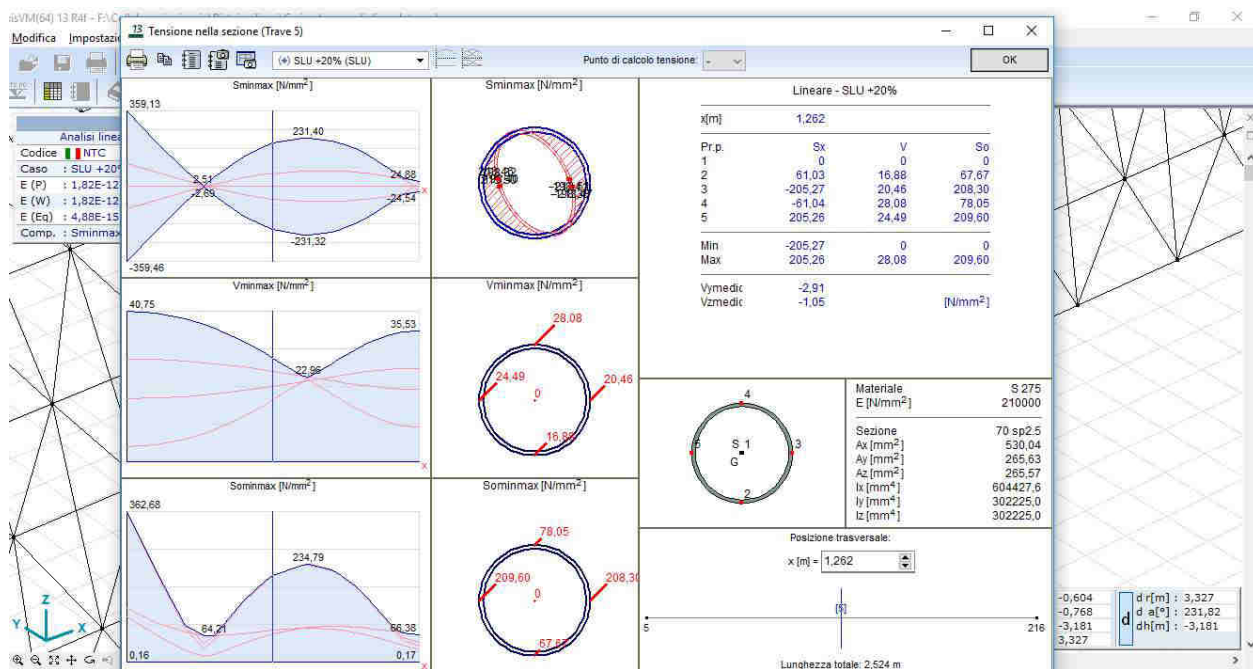 Modifica Impostazi
13 Tensione nella sezione (Trave 5)
(+) SLU +20% (SLU)
Punto di calcolo tensione: -
OK
Analisi linea
Codice NTC
Caso : SLU +20%
E (P) : 1,82E-12
E (W) : 1,82E-12
E (Eq) : 4,88E-15
Comp. : Sminmax
Sminmax [N/mm²]
359,13
231,40
2,51
-2,69
24,88
-24,54
x
-231,32
-359,46
Sminmax [N/mm²]
Vminmax [N/mm²]
40,75
35,53
22,96
x
Vminmax [N/mm²]
28,08
24,49
20,46
0
Sominmax [N/mm²]
362,68
234,79
64,21
66,38
0,16
0,17
x
Sominmax [N/mm²]
78,05
209,60
208,30
0
67,67
Lineare - SLU +20%
x[m] 1,262
Pr.p. Sx V So
1 0 0 0
2 61,03 16,88 67,67
3 -205,27 20,46 208,30
4 -61,04 28,08 78,05
5 205,26 24,49 209,60
Min -205,27 0 0
Max 205,26 28,08 209,60
Vymedic -2,91
Vzmedic -1,05 [N/mm²]
4
S 1
3
G
2
Materiale S 275
E [N/mm²] 210000
Sezione 70 sp2.5
Ax [mm²] 530,04
Ay [mm²] 265,63
Az [mm²] 265,57
Ix [mm⁴] 604427,6
Iy [mm⁴] 302225,0
Iz [mm⁴] 302225,0
Posizione trasversale:
x [m] = 1,262
[5]
5 216
Lunghezza totale: 2,524 m
Z
Y
X
-0,604
-0,768
-3,181
3,327
d
d r[m] : 3,327
d a[°] : 231,82
dh[m] : -3,181